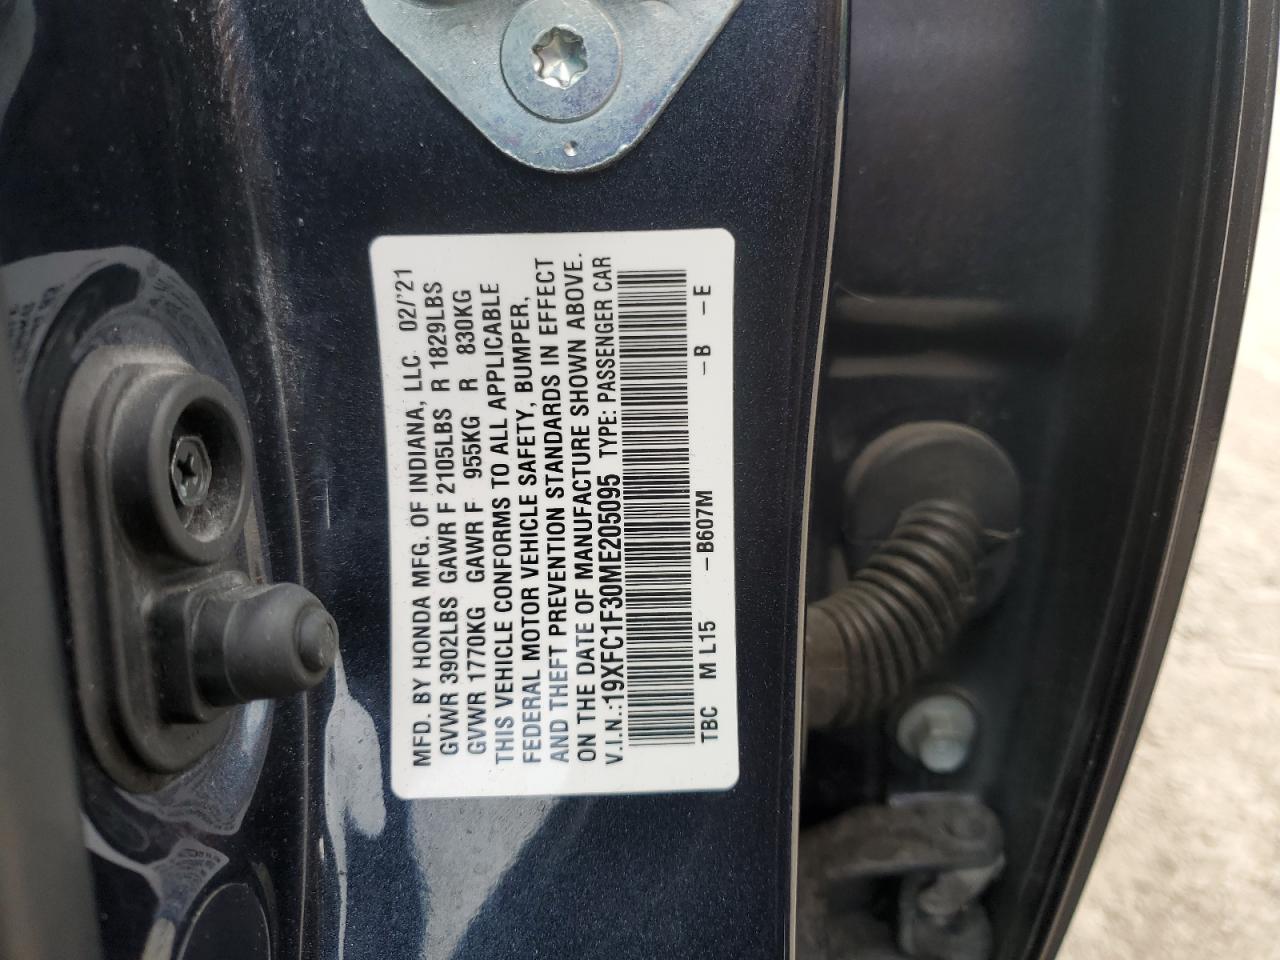 MFD. BY HONDA MFG. OF INDIANA, LLC 02/'21
GVWR 3902LBS GAWR F 2105LBS R 1829LBS
GVWR 1770KG GAWR F 955KG R 830KG
THIS VEHICLE CONFORMS TO ALL APPLICABLE
FEDERAL MOTOR VEHICLE SAFETY, BUMPER,
AND THEFT PREVENTION STANDARDS IN EFFECT
ON THE DATE OF MANUFACTURE SHOWN ABOVE.
V.I.N.:19XFC1F30ME205095 TYPE: PASSENGER CAR
TBC M L15 -B607M -B -E